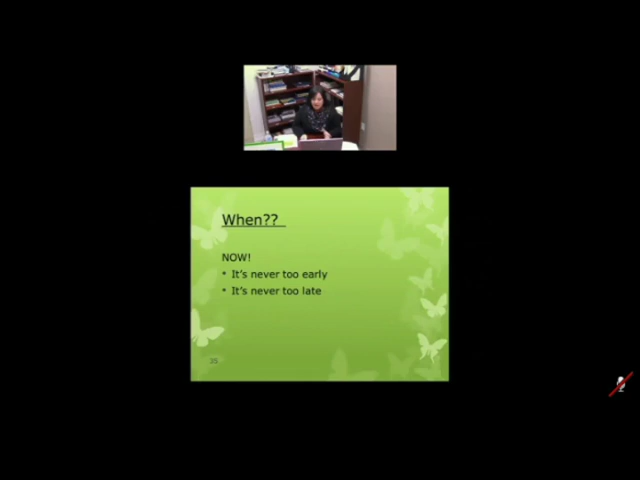 When??
NOW!
• It's never too early
• It's never too late
35